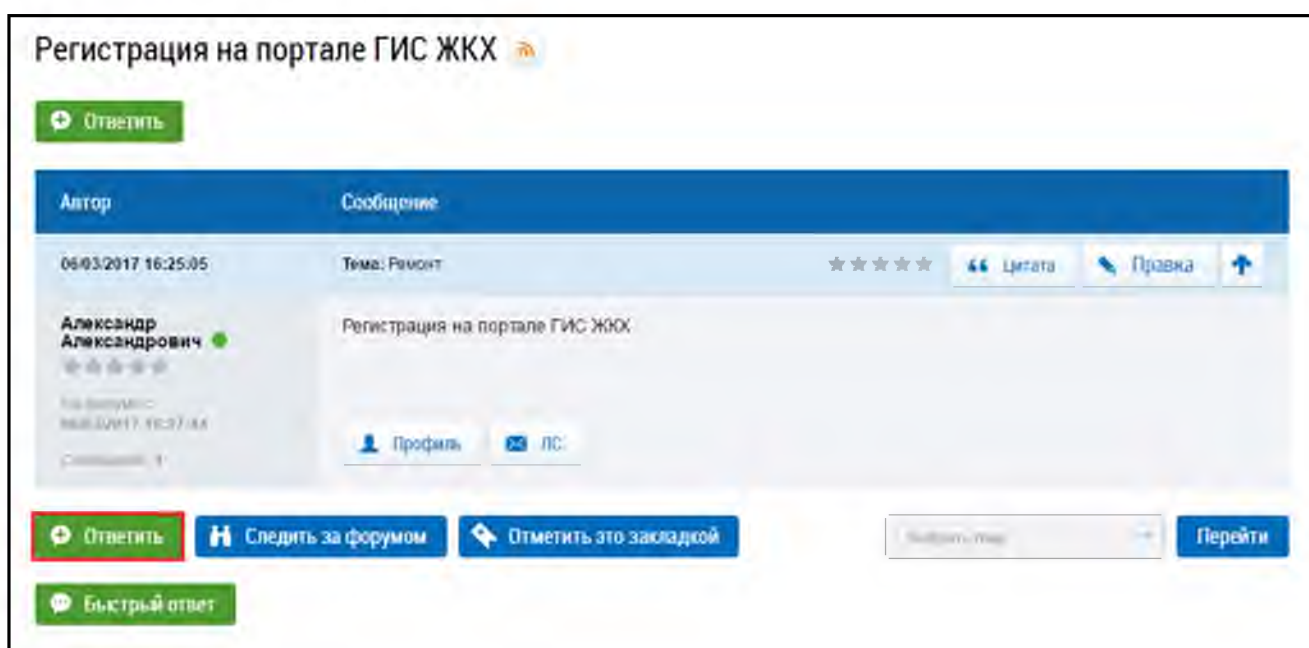 Регистрация на портале ГИС ЖКХ
Ответить
Автор Сообщение
06/03/2017 16:25:05 Тема: Ремонт Цитата Правка
Александр
Александрович
Регистрация на портале ГИС ЖКХ
Профиль ЛС
Ответить Следить за форумом Отметить это закладкой Перейти
Быстрый ответ